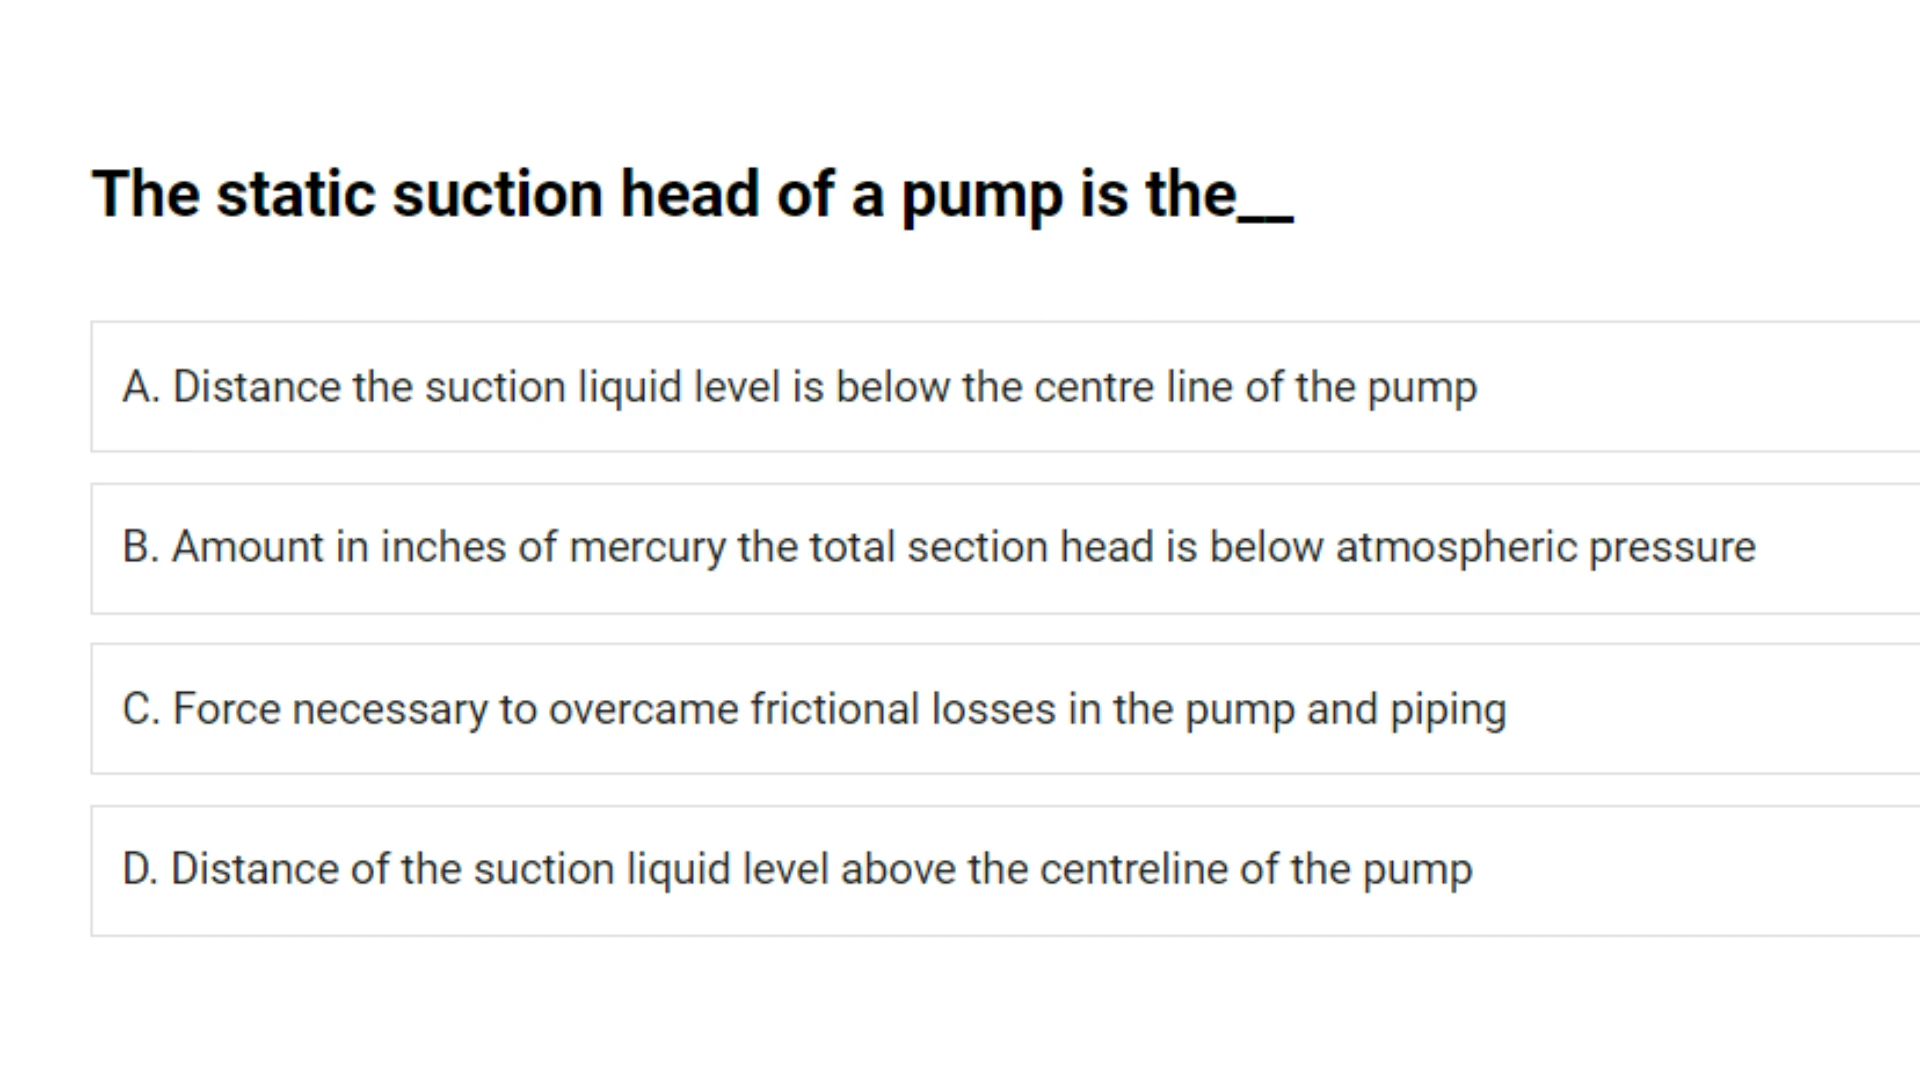 The static suction head of a pump is the__
A. Distance the suction liquid level is below the centre line of the pump
B. Amount in inches of mercury the total section head is below atmospheric pressure
C. Force necessary to overcame frictional losses in the pump and piping
D. Distance of the suction liquid level above the centreline of the pump